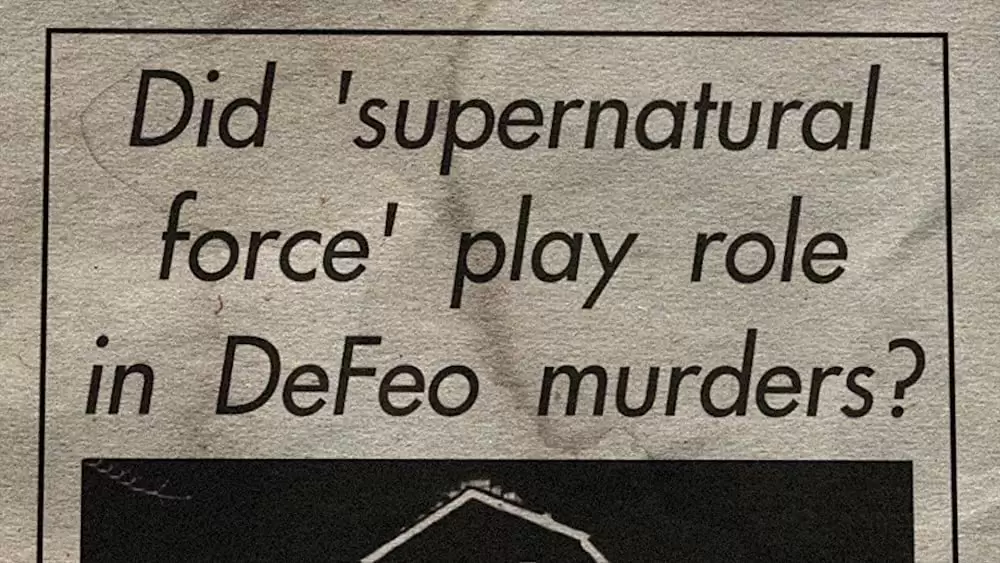 Did 'supernatural
force' play role
in DeFeo murders?